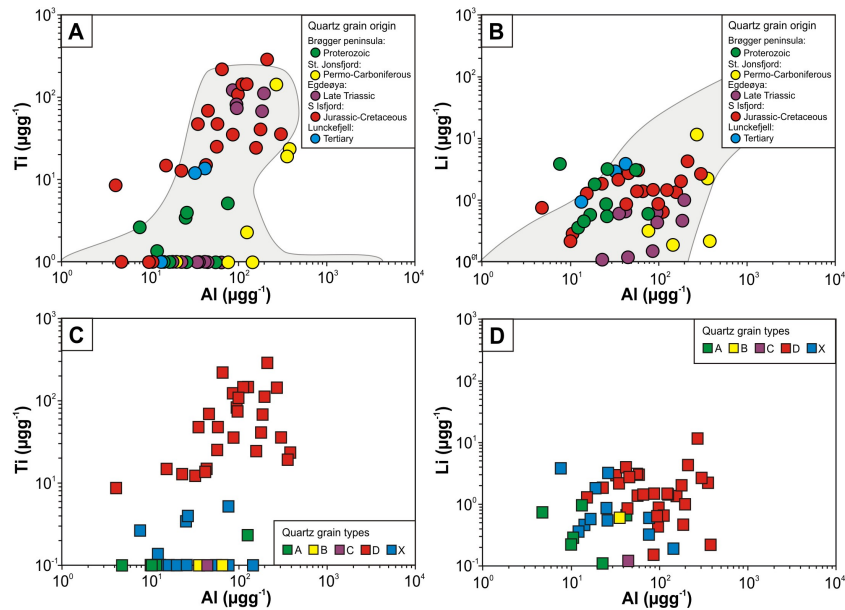 A
Quartz grain origin
Brøgger peninsula:
Proterozoic
St. Jonsfjord:
Permo-Carboniferous
Egdeøya:
Late Triassic
S Isfjord:
Jurassic-Cretaceous
Lunckefjell:
Tertiary
Ti (µgg⁻¹)
10³
10²
10¹
10⁰
10⁰ 10¹ 10² 10³ 10⁴
Al (µgg⁻¹)
B
Quartz grain origin
Brøgger peninsula:
Proterozoic
St. Jonsfjord:
Permo-Carboniferous
Egdeøya:
Late Triassic
S Isfjord:
Jurassic-Cretaceous
Lunckefjell:
Tertiary
Li (µgg⁻¹)
10³
10²
10¹
10⁰
10⁻¹
10⁰ 10¹ 10² 10³ 10⁴
Al (µgg⁻¹)
C
Quartz grain types
A B C D X
Ti (µgg⁻¹)
10³
10²
10¹
10⁻¹
10⁰ 10¹ 10² 10³ 10⁴
Al (µgg⁻¹)
D
Quartz grain types
A B C D X
Li (µgg⁻¹)
10³
10²
10¹
10⁰
10⁻¹
10⁰ 10¹ 10² 10³ 10⁴
Al (µgg⁻¹)